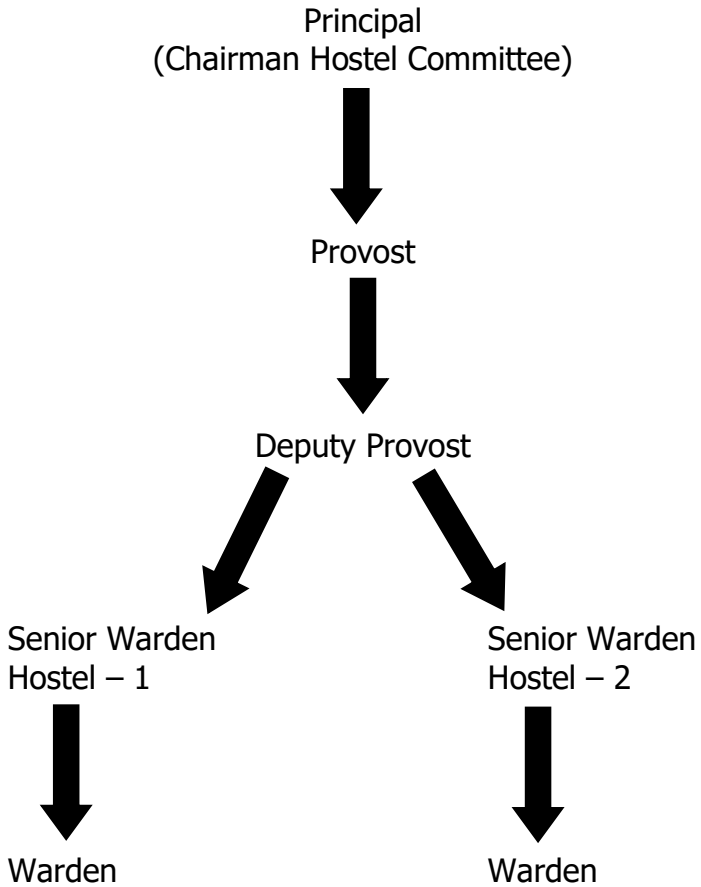 Principal
(Chairman Hostel Committee)
Provost
Deputy Provost
Senior Warden
Hostel – 1
Senior Warden
Hostel – 2
Warden
Warden